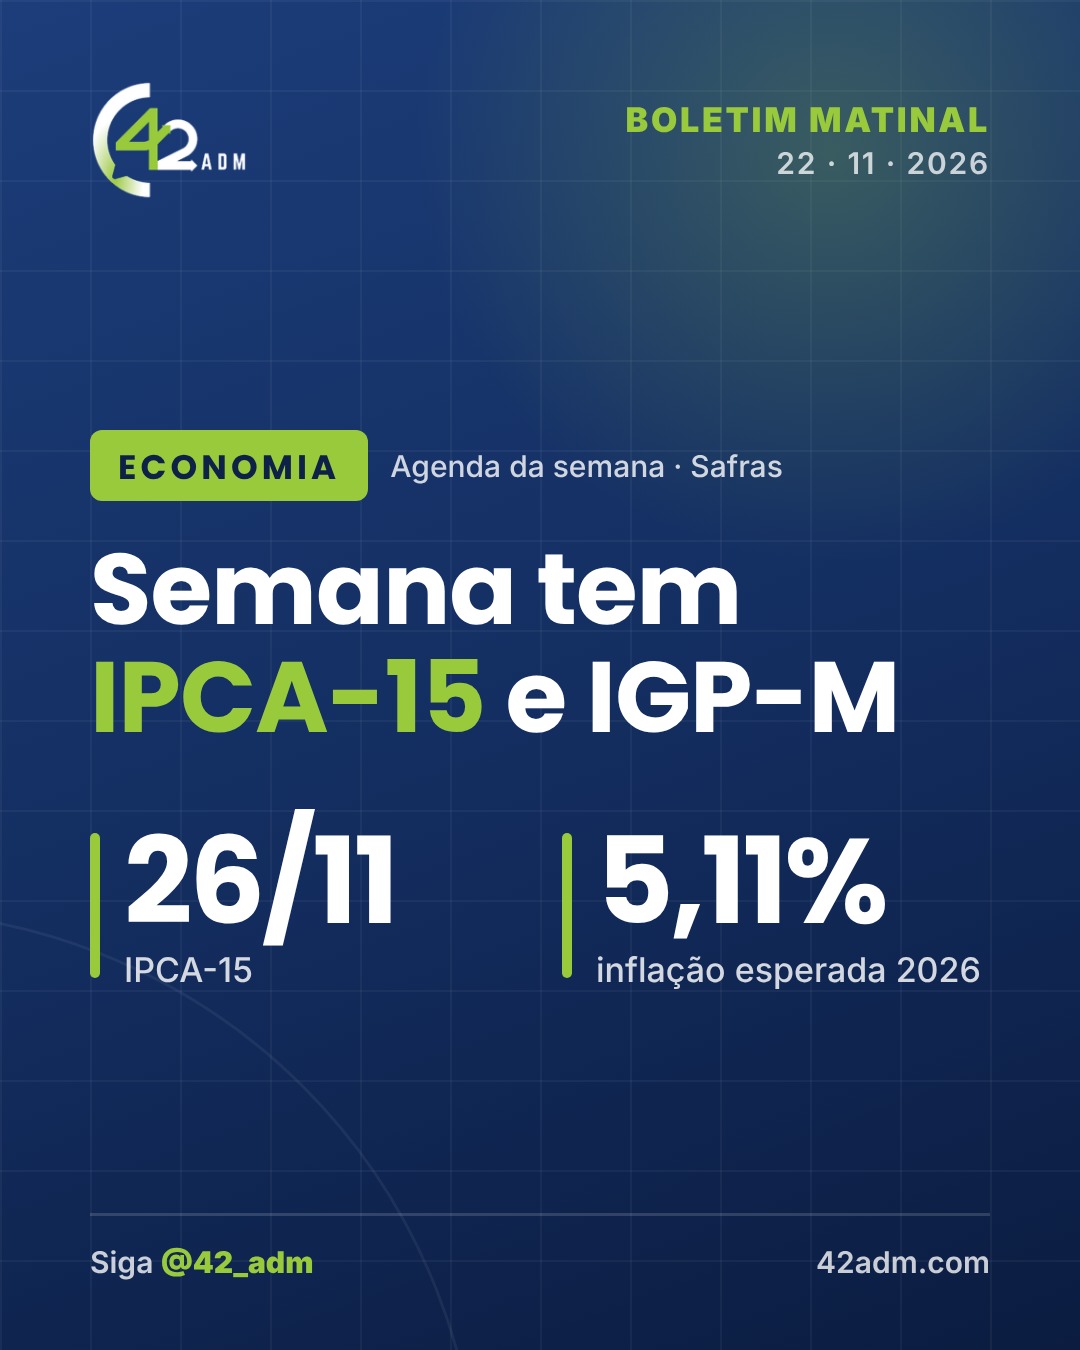 42 ADM
BOLETIM MATINAL
22 · 11 · 2026
ECONOMIA
Agenda da semana · Safras
Semana tem
IPCA-15 e IGP-M
26/11
IPCA-15
5,11%
inflação esperada 2026
Siga @42_adm
42adm.com